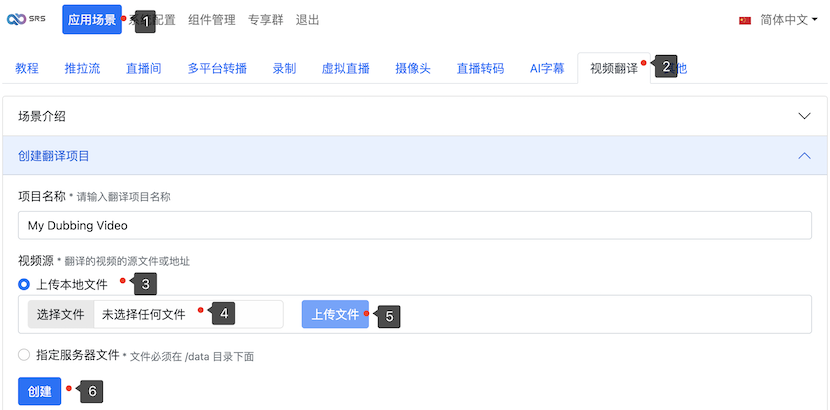 SRS 应用场景 1 系统配置 组件管理 专享群 退出 简体中文
教程 推拉流 直播间 多平台转播 录制 虚拟直播 摄像头 直播转码 AI字幕 视频翻译 2 他
场景介绍
创建翻译项目
项目名称 * 请输入翻译项目名称
My Dubbing Video
视频源 * 翻译的视频的源文件或地址
上传本地文件 3
选择文件 未选择任何文件 4 上传文件 5
指定服务器文件 * 文件必须在 /data 目录下面
创建 6